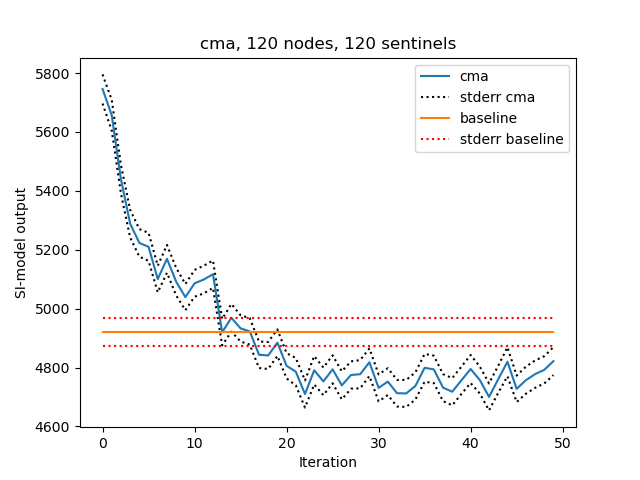 cma, 120 nodes, 120 sentinels
cma
stderr cma
baseline
stderr baseline
SI-model output
5800
5600
5400
5200
5000
4800
4600
0 10 20 30 40 50
Iteration